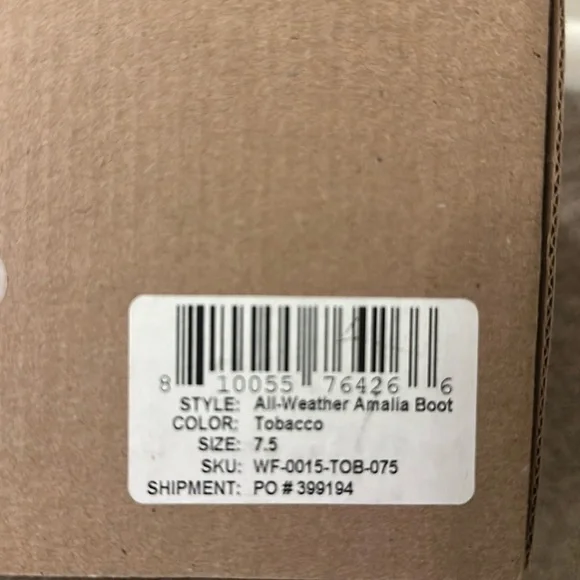 8 10055 76426 6
STYLE: All-Weather Amalia Boot
COLOR: Tobacco
SIZE: 7.5
SKU: WF-0015-TOB-075
SHIPMENT: PO # 399194